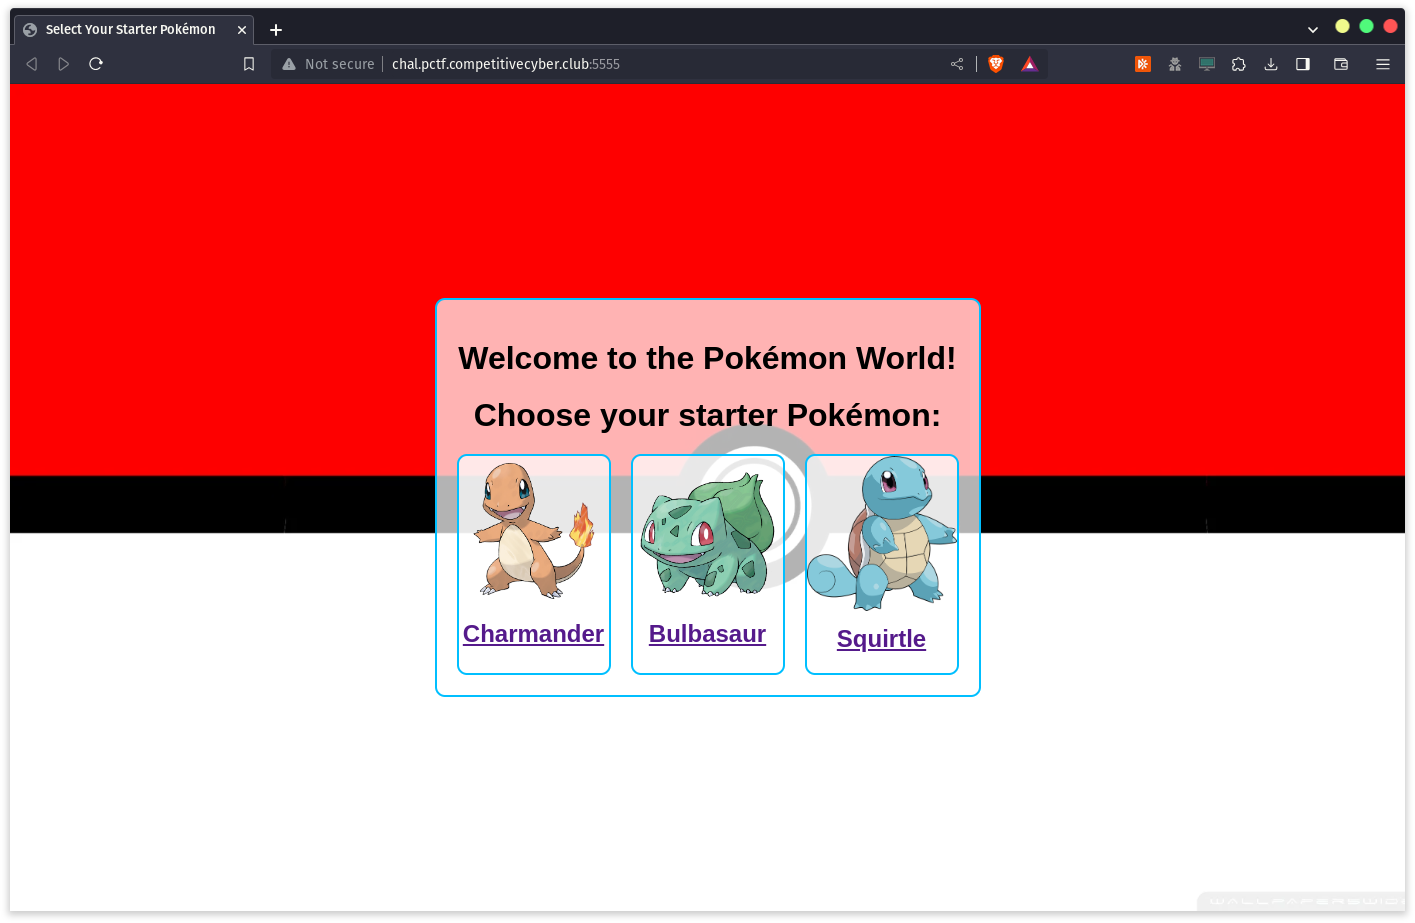 Select Your Starter Pokémon
Not secure
chal.pctf.competitivecyber.club:5555
Welcome to the Pokémon World!
Choose your starter Pokémon:
Charmander
Bulbasaur
Squirtle